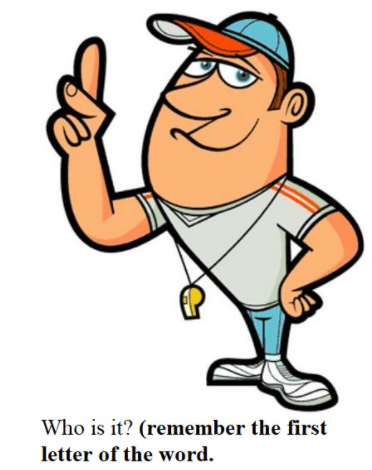 Who is it? (remember the first
letter of the word.